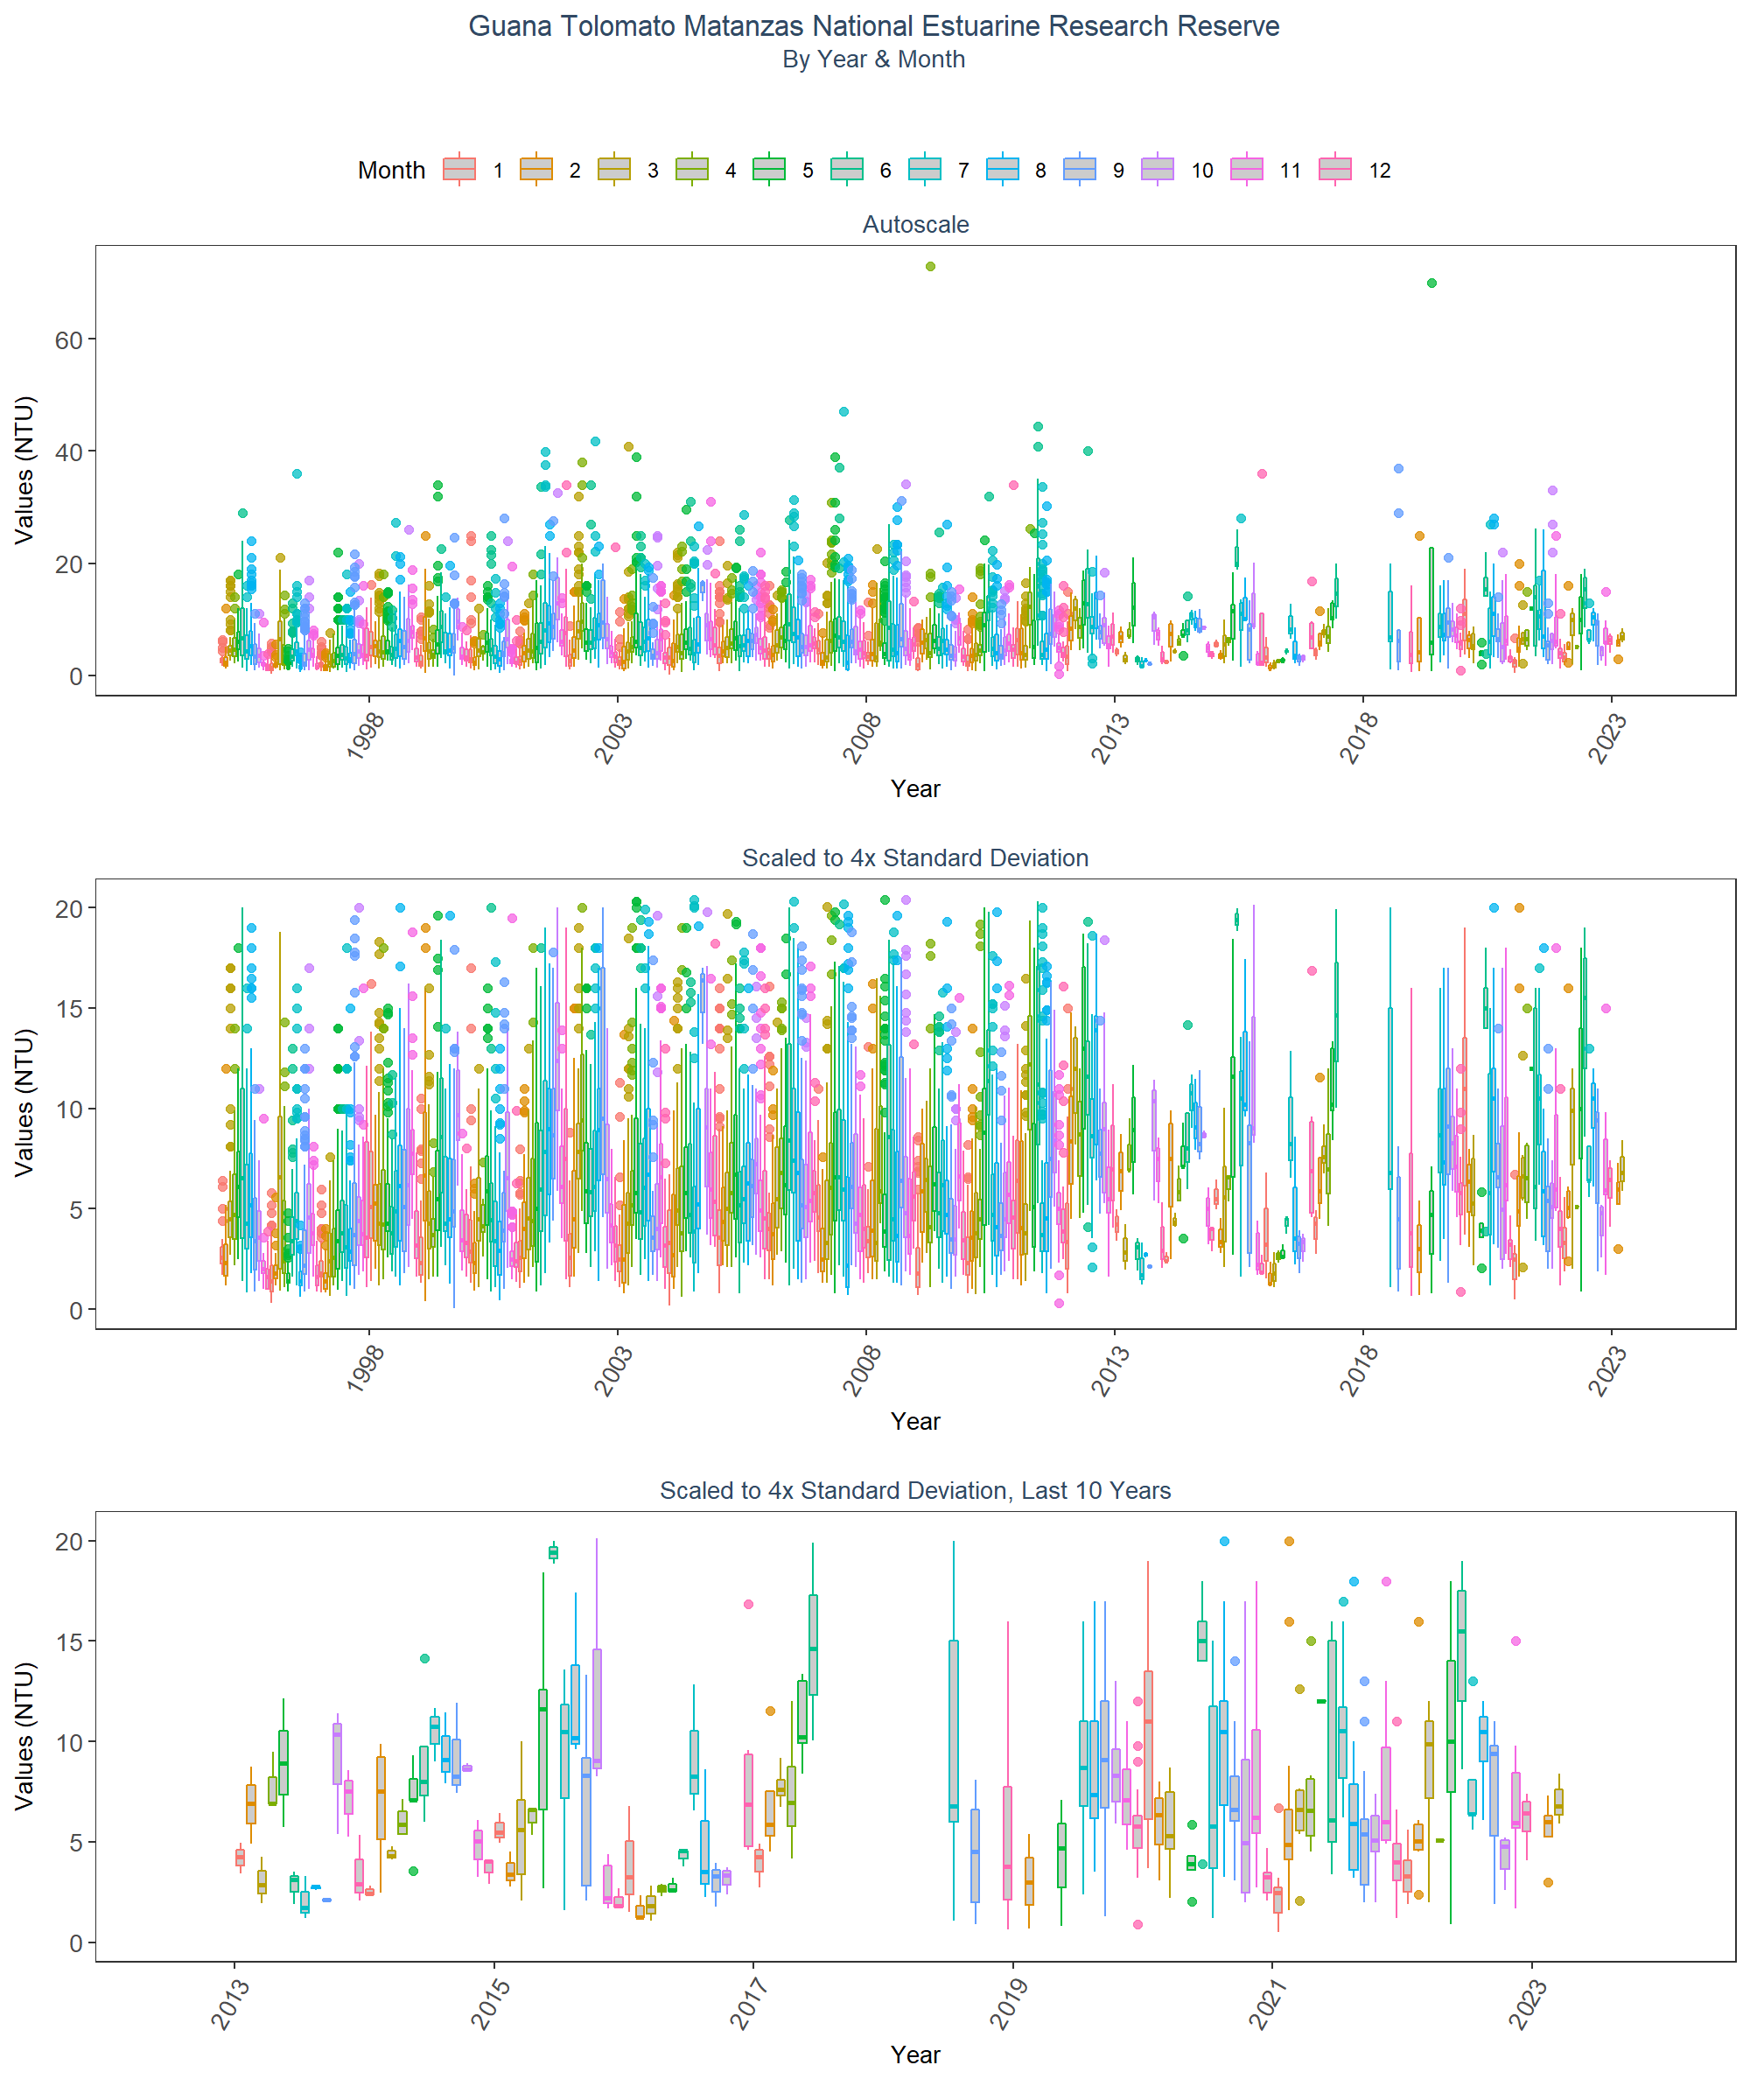 Guana Tolomato Matanzas National Estuarine Research Reserve
By Year & Month
Month 1 2 3 4 5 6 7 8 9 10 11 12
Autoscale
Values (NTU)
60
40
20
0
1998 2003 2008 2013 2018 2023
Year
Scaled to 4x Standard Deviation
Values (NTU)
20
15
10
5
0
1998 2003 2008 2013 2018 2023
Year
Scaled to 4x Standard Deviation, Last 10 Years
Values (NTU)
20
15
10
5
0
2013 2015 2017 2019 2021 2023
Year